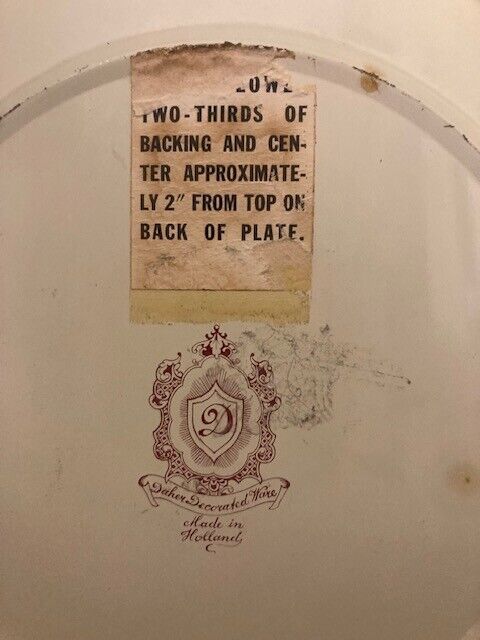 TWO-THIRDS OF
BACKING AND CEN-
TER APPROXIMATE-
LY 2" FROM TOP ON
BACK OF PLATE.
D
Daher Decorated Ware
Made in
Holland